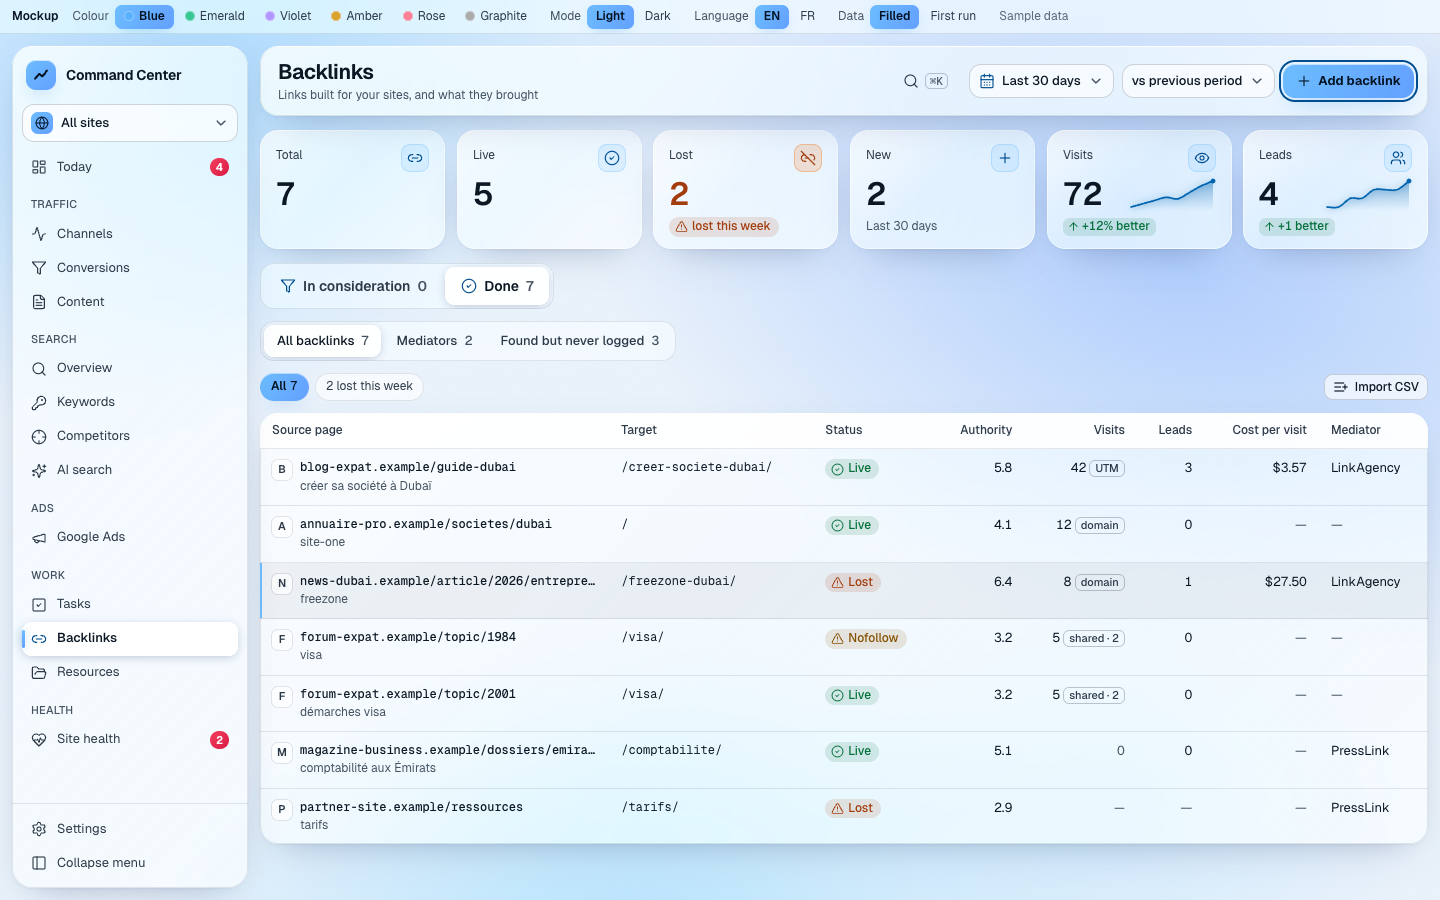 Mockup Colour Blue Emerald Violet Amber Rose Graphite Mode Light Dark Language EN FR Data Filled First run Sample data
Command Center
All sites
Today 4
TRAFFIC
Channels
Conversions
Content
SEARCH
Overview
Keywords
Competitors
AI search
ADS
Google Ads
WORK
Tasks
Backlinks
Resources
HEALTH
Site health 2
Settings
Collapse menu
Backlinks
Links built for your sites, and what they brought
⌘K Last 30 days vs previous period Add backlink
Total
7
Live
5
Lost
2
lost this week
New
2
Last 30 days
Visits
72
+12% better
Leads
4
+1 better
In consideration 0 Done 7
All backlinks 7 Mediators 2 Found but never logged 3
All 7 2 lost this week Import CSV
Source page Target Status Authority Visits Leads Cost per visit Mediator
B blog-expat.example/guide-dubai /creer-societe-dubai/ Live 5.8 42 UTM 3 $3.57 LinkAgency
créer sa société à Dubaï
A annuaire-pro.example/societes/dubai / Live 4.1 12 domain 0 — —
site-one
N news-dubai.example/article/2026/entrepre… /freezone-dubai/ Lost 6.4 8 domain 1 $27.50 LinkAgency
freezone
F forum-expat.example/topic/1984 /visa/ Nofollow 3.2 5 shared · 2 0 — —
visa
F forum-expat.example/topic/2001 /visa/ Live 3.2 5 shared · 2 0 — —
démarches visa
M magazine-business.example/dossiers/emira… /comptabilite/ Live 5.1 0 0 — PressLink
comptabilité aux Émirats
P partner-site.example/ressources /tarifs/ Lost 2.9 — — — PressLink
tarifs